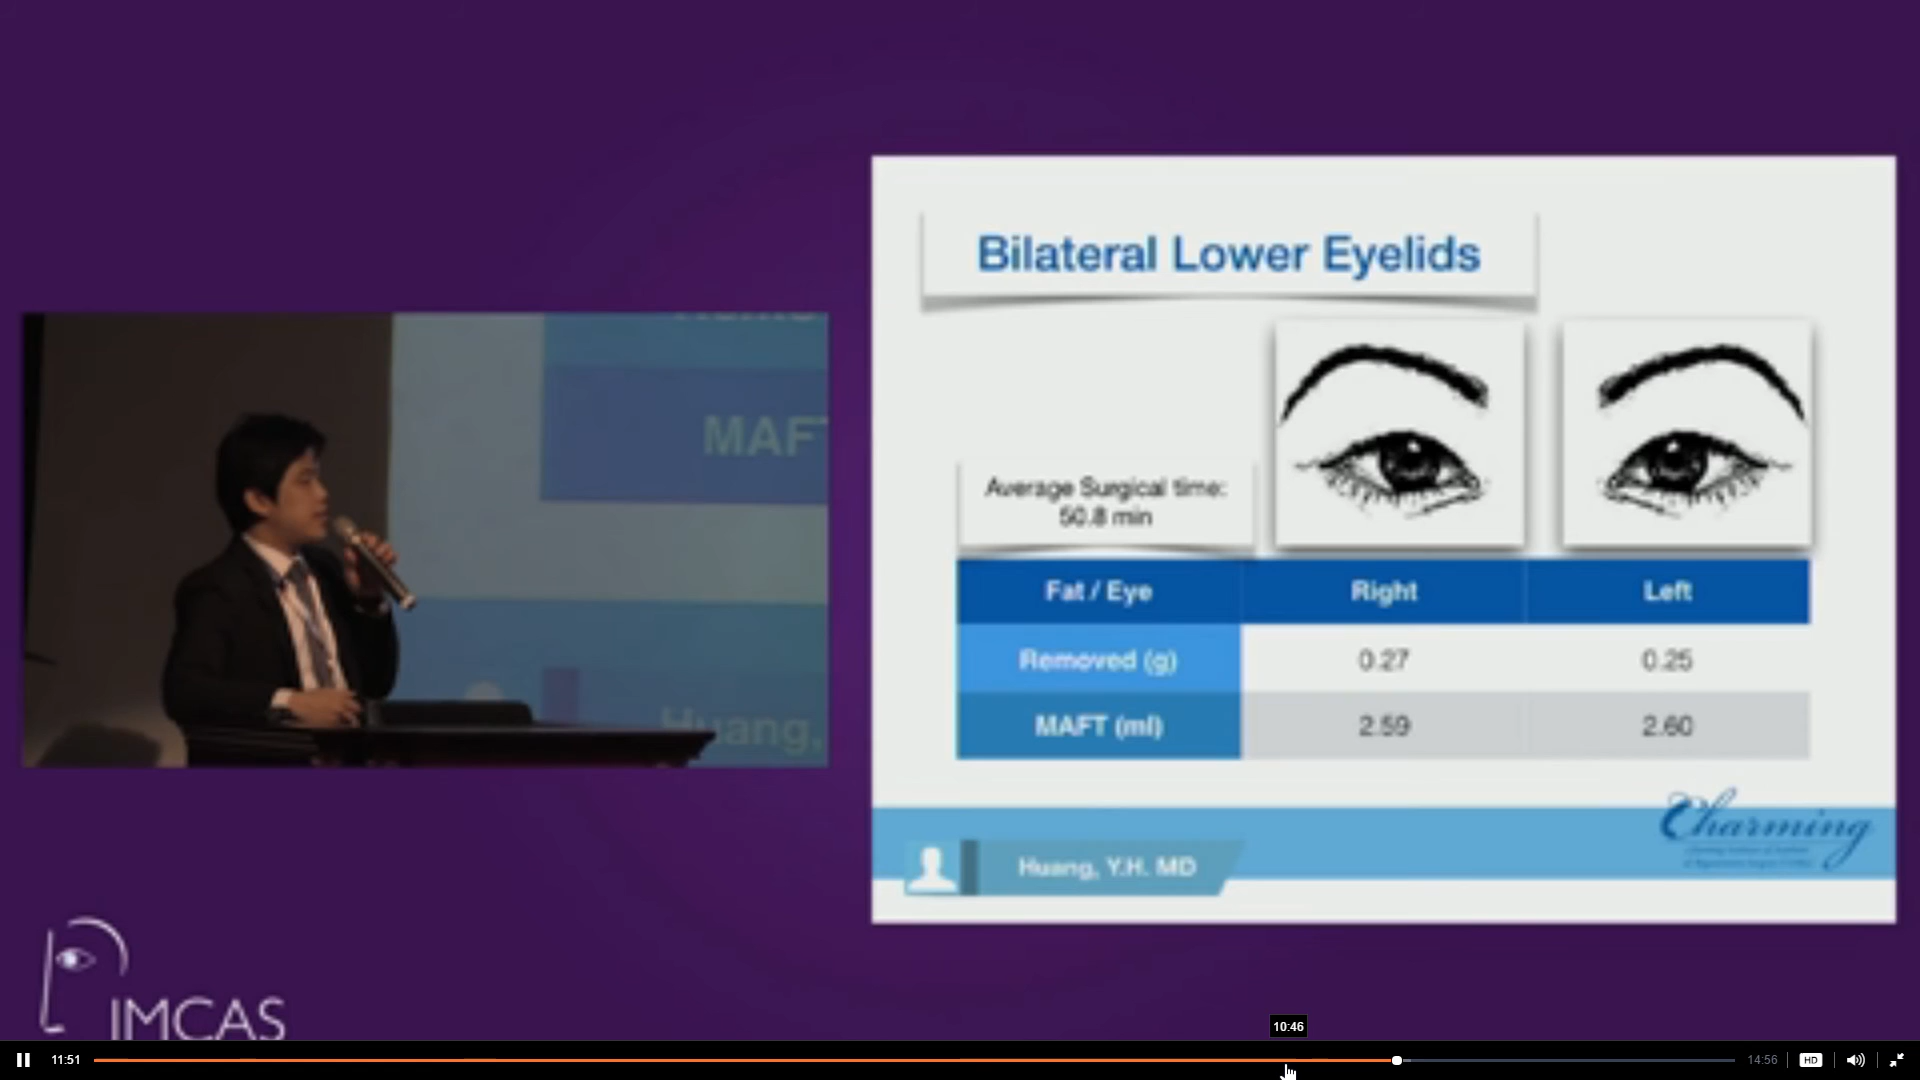 MAFT
Huang,
Bilateral Lower Eyelids
Average Surgical time:
50.8 min
Fat / Eye Right Left
Removed (g) 0.27 0.25
MAFT (ml) 2.59 2.60
Charming
Huang, Y.H. MD
IMCAS
10:46
11:51
14:56
HD